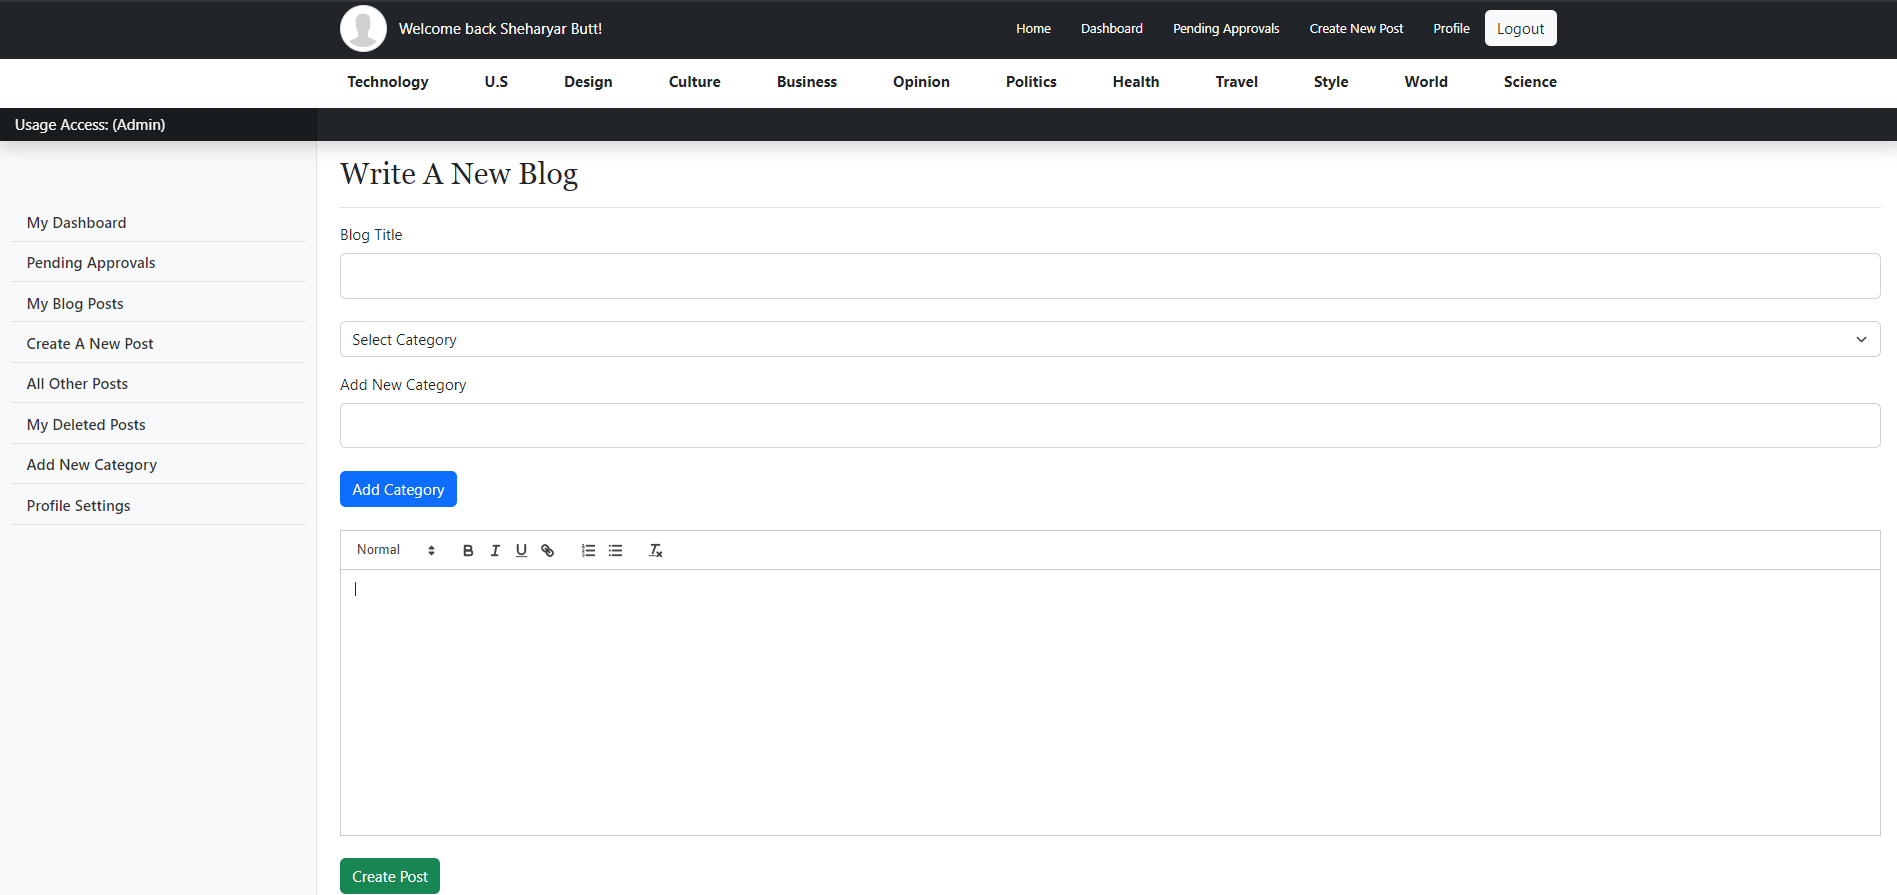 Welcome back Sheharyar Butt!
Home Dashboard Pending Approvals Create New Post Profile Logout
Technology U.S Design Culture Business Opinion Politics Health Travel Style World Science
Usage Access: (Admin)
My Dashboard
Pending Approvals
My Blog Posts
Create A New Post
All Other Posts
My Deleted Posts
Add New Category
Profile Settings
Write A New Blog
Blog Title
Select Category
Add New Category
Add Category
Normal
Create Post